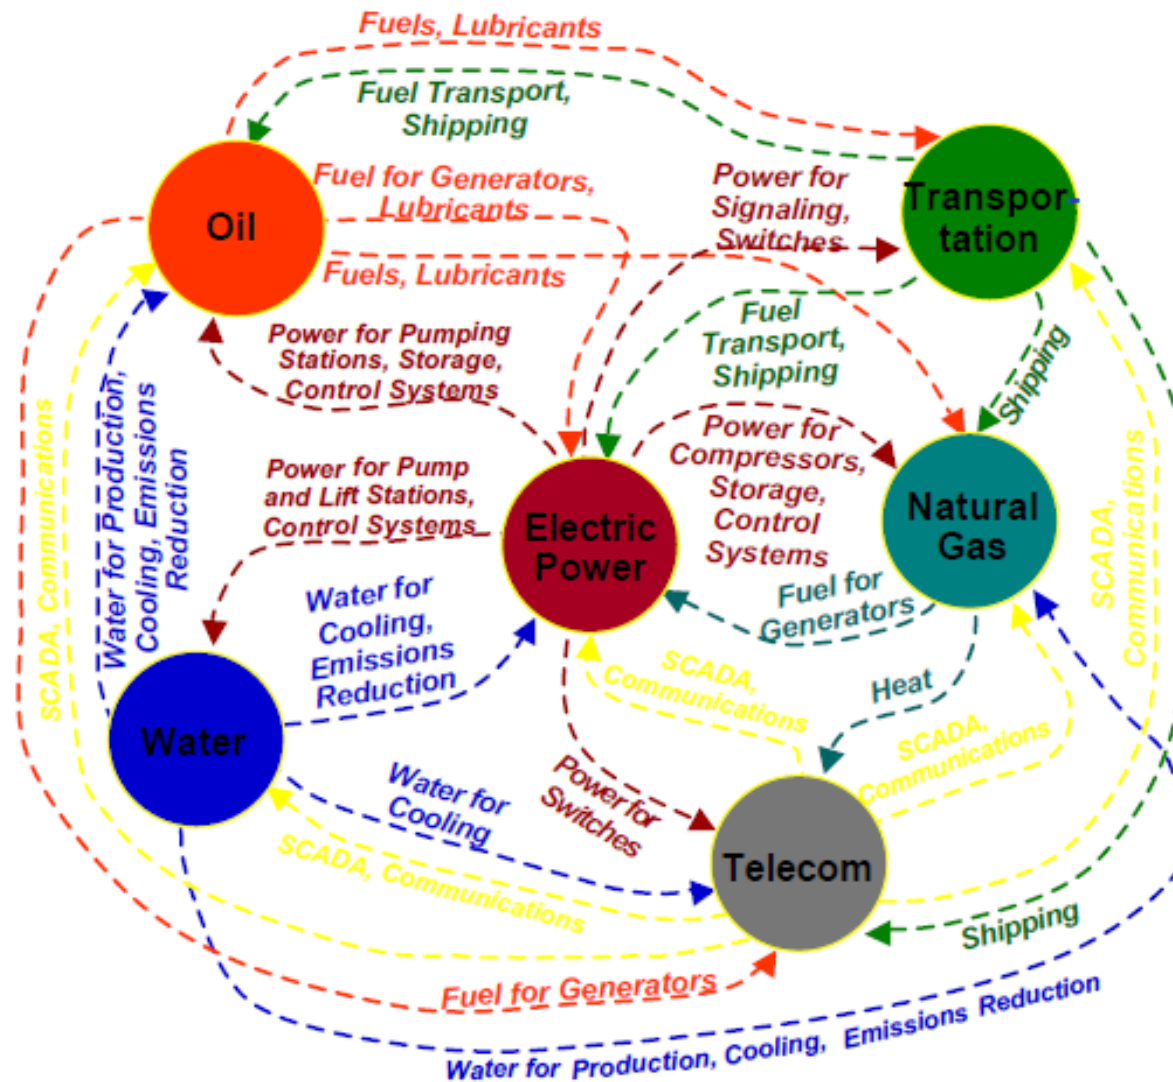 Fuels, Lubricants
Fuel Transport,
Shipping
Oil
Fuel for Generators,
Lubricants
Fuels, Lubricants
Power for
Signaling,
Switches
Transpor-
tation
Fuel
Transport,
Shipping
Shipping
Power for Pumping
Stations, Storage,
Control Systems
Power for
Compressors,
Storage,
Control
Systems
Natural
Gas
SCADA,
Communications
SCADA, Communications
Water for Production,
Cooling, Emissions
Reduction
Power for Pump
and Lift Stations,
Control Systems
Electric
Power
Water for
Cooling,
Emissions
Reduction
Fuel for
Generators
Heat
SCADA,
Communications
SCADA,
Communications
Water
Water for
Cooling
Power for
Switches
Telecom
SCADA, Communications
Shipping
Fuel for Generators
Water for Production, Cooling, Emissions Reduction